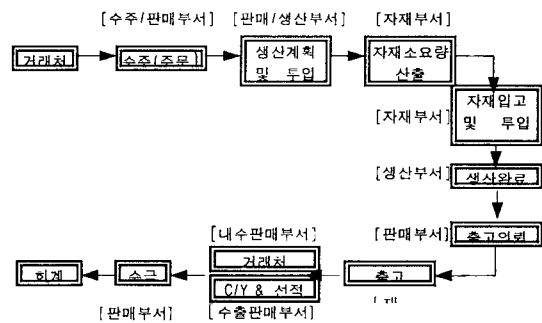 [수주/판매부서] [판매/생산부서] [자재부서]
거래처 수주(주문) 생산계획 및 투입 자재소요량 산출
[자재부서] 자재입고 및 투입
[생산부서] 생산완료
[내수판매부서] [판매부서] 출고의뢰
거래처
회계 수금 출고
C/Y & 선적
[판매부서] [수출판매부서]